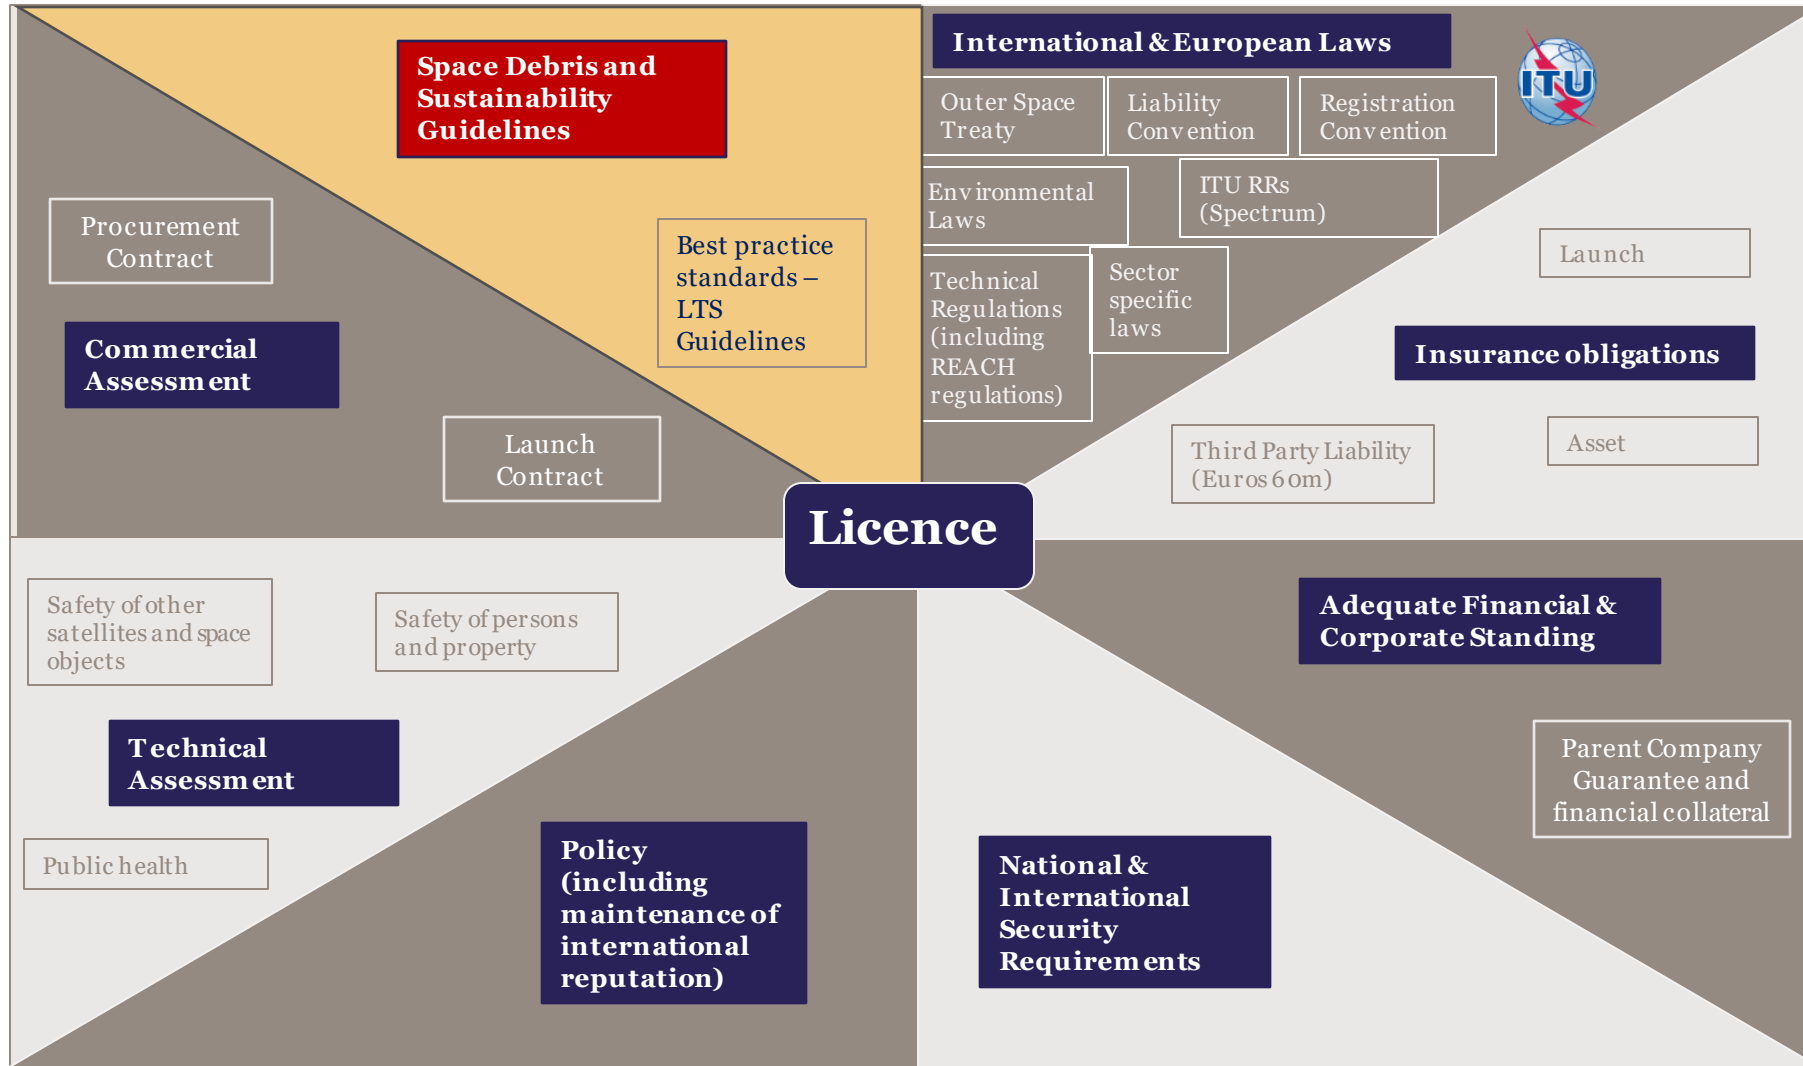 Space Debris and
Sustainability
Guidelines
Best practice
standards –
LTS
Guidelines
International & European Laws
ITU
Outer Space
Treaty
Liability
Convention
Registration
Convention
Environmental
Laws
ITU RRs
(Spectrum)
Technical
Regulations
(including
REACH
regulations)
Sector
specific
laws
Procurement
Contract
Commercial
Assessment
Launch
Contract
Launch
Insurance obligations
Third Party Liability
(Euros 60m)
Asset
Licence
Safety of other
satellites and space
objects
Safety of persons
and property
Technical
Assessment
Public health
Policy
(including
maintenance of
international
reputation)
National &
International
Security
Requirements
Adequate Financial &
Corporate Standing
Parent Company
Guarantee and
financial collateral